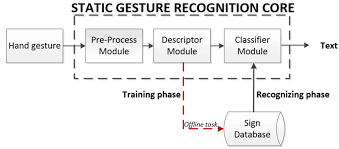 STATIC GESTURE RECOGNITION CORE
Hand gesture
Pre-Process
Module
Descriptor
Module
Classifier
Module
Text
Training phase
Recognizing phase
Offline task
Sign
Database